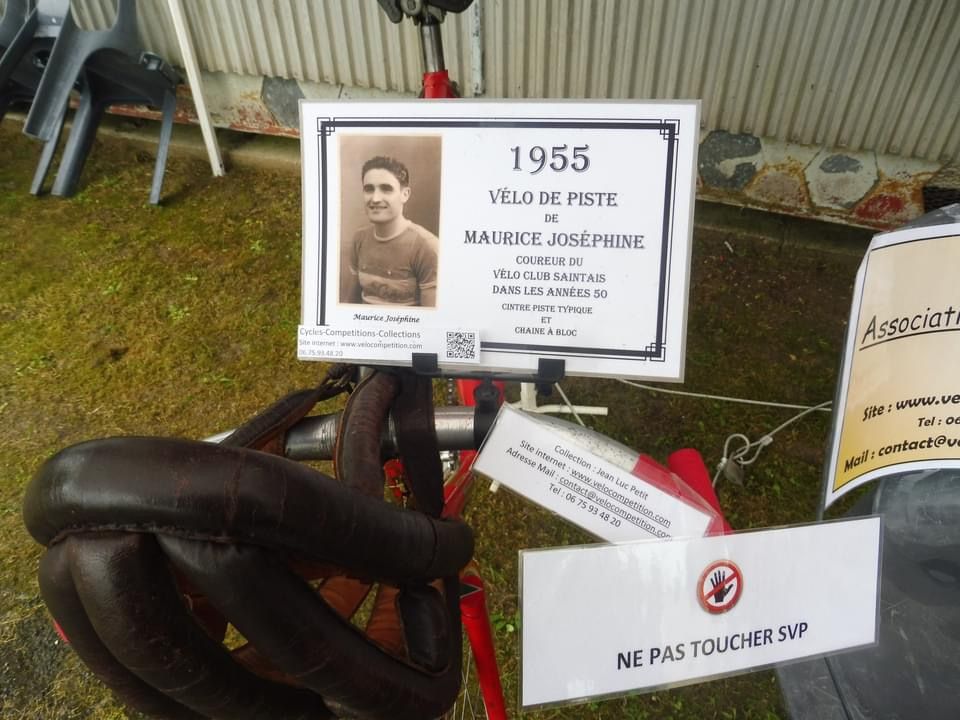 1955
VÉLO DE PISTE
DE
MAURICE JOSÉPHINE
COUREUR DU
VÉLO CLUB SAINTAIS
DANS LES ANNÉES 50
CINTRE PISTE TYPIQUE
ET
CHAINE À BLOC
Maurice Joséphine
Cycles-Competitions-Collections
Site internet : www.velocompetition.com
06.75.93.48.20
Collection : Jean Luc Petit
Site internet : www.velocompetition.com
Adresse Mail : contact@velocompetition.com
Tel : 06 75 93 48 20
NE PAS TOUCHER SVP
Site : www.
Tel : 06
Mail : contact@